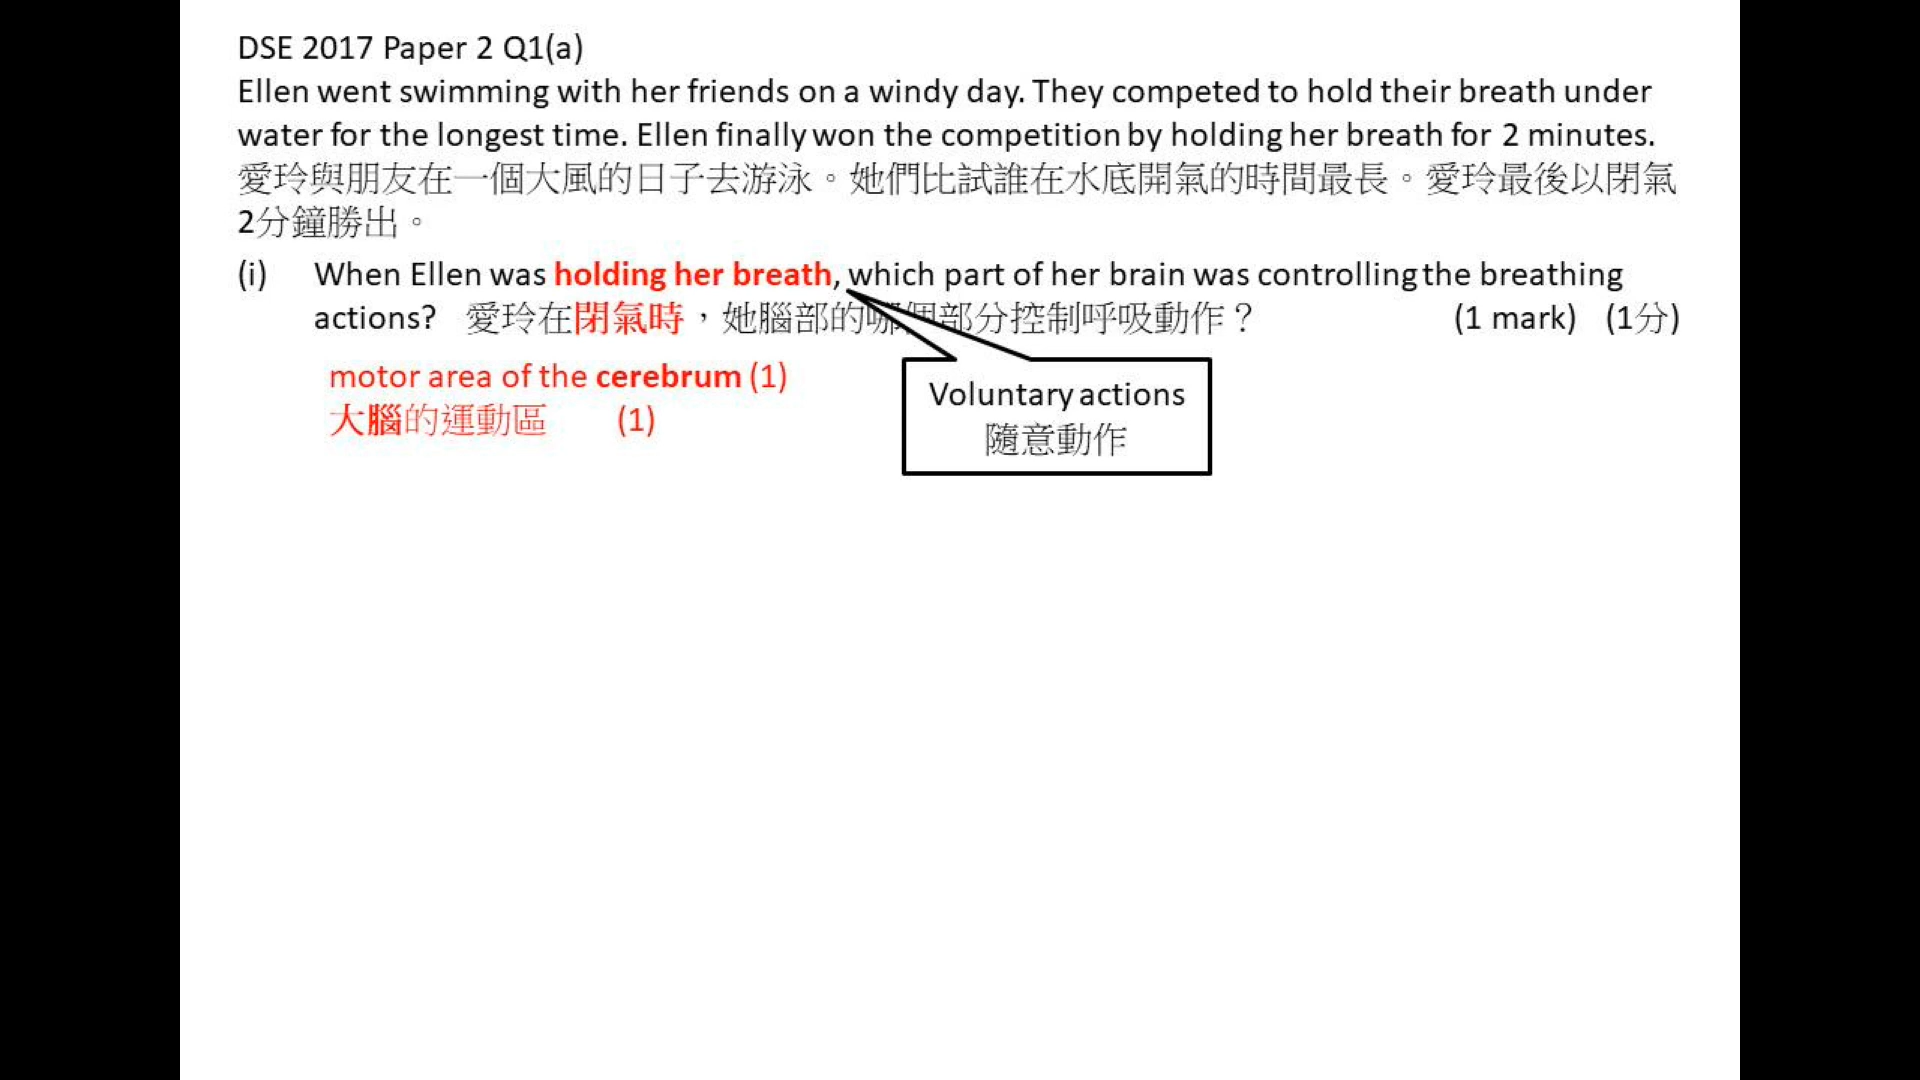 DSE 2017 Paper 2 Q1(a)
Ellen went swimming with her friends on a windy day. They competed to hold their breath under
water for the longest time. Ellen finally won the competition by holding her breath for 2 minutes.
愛玲與朋友在一個大風的日子去游泳。她們比試誰在水底開氣的時間最長。愛玲最後以閉氣
2分鐘勝出。
(i) When Ellen was holding her breath, which part of her brain was controlling the breathing
actions? 愛玲在閉氣時，她腦部的哪個部分控制呼吸動作？ (1 mark) (1分)
motor area of the cerebrum (1)
大腦的運動區 (1)
Voluntary actions
隨意動作